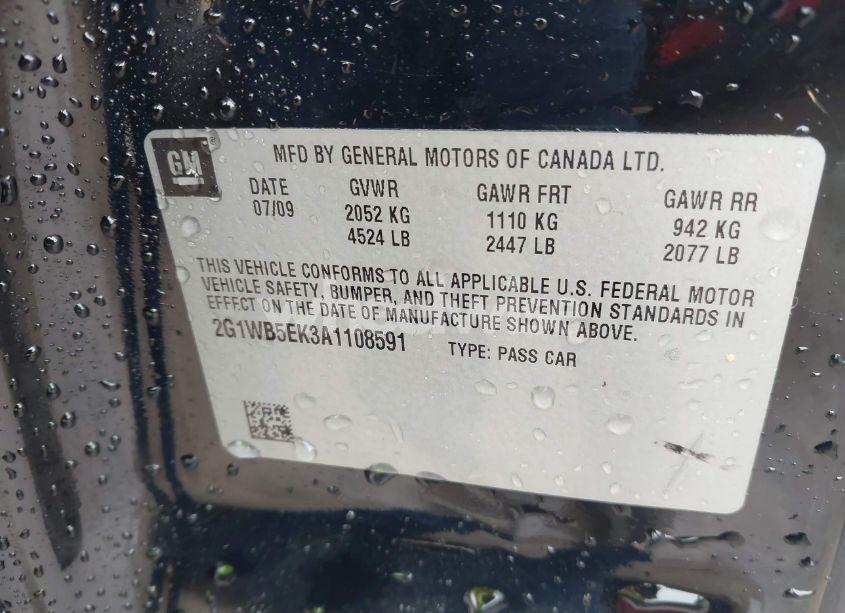 GM
MFD BY GENERAL MOTORS OF CANADA LTD.
DATE GVWR GAWR FRT GAWR RR
07/09 2052 KG 1110 KG 942 KG
4524 LB 2447 LB 2077 LB
THIS VEHICLE CONFORMS TO ALL APPLICABLE U.S. FEDERAL MOTOR
VEHICLE SAFETY, BUMPER, AND THEFT PREVENTION STANDARDS IN
EFFECT ON THE DATE OF MANUFACTURE SHOWN ABOVE.
2G1WB5EK3A1108591 TYPE: PASS CAR